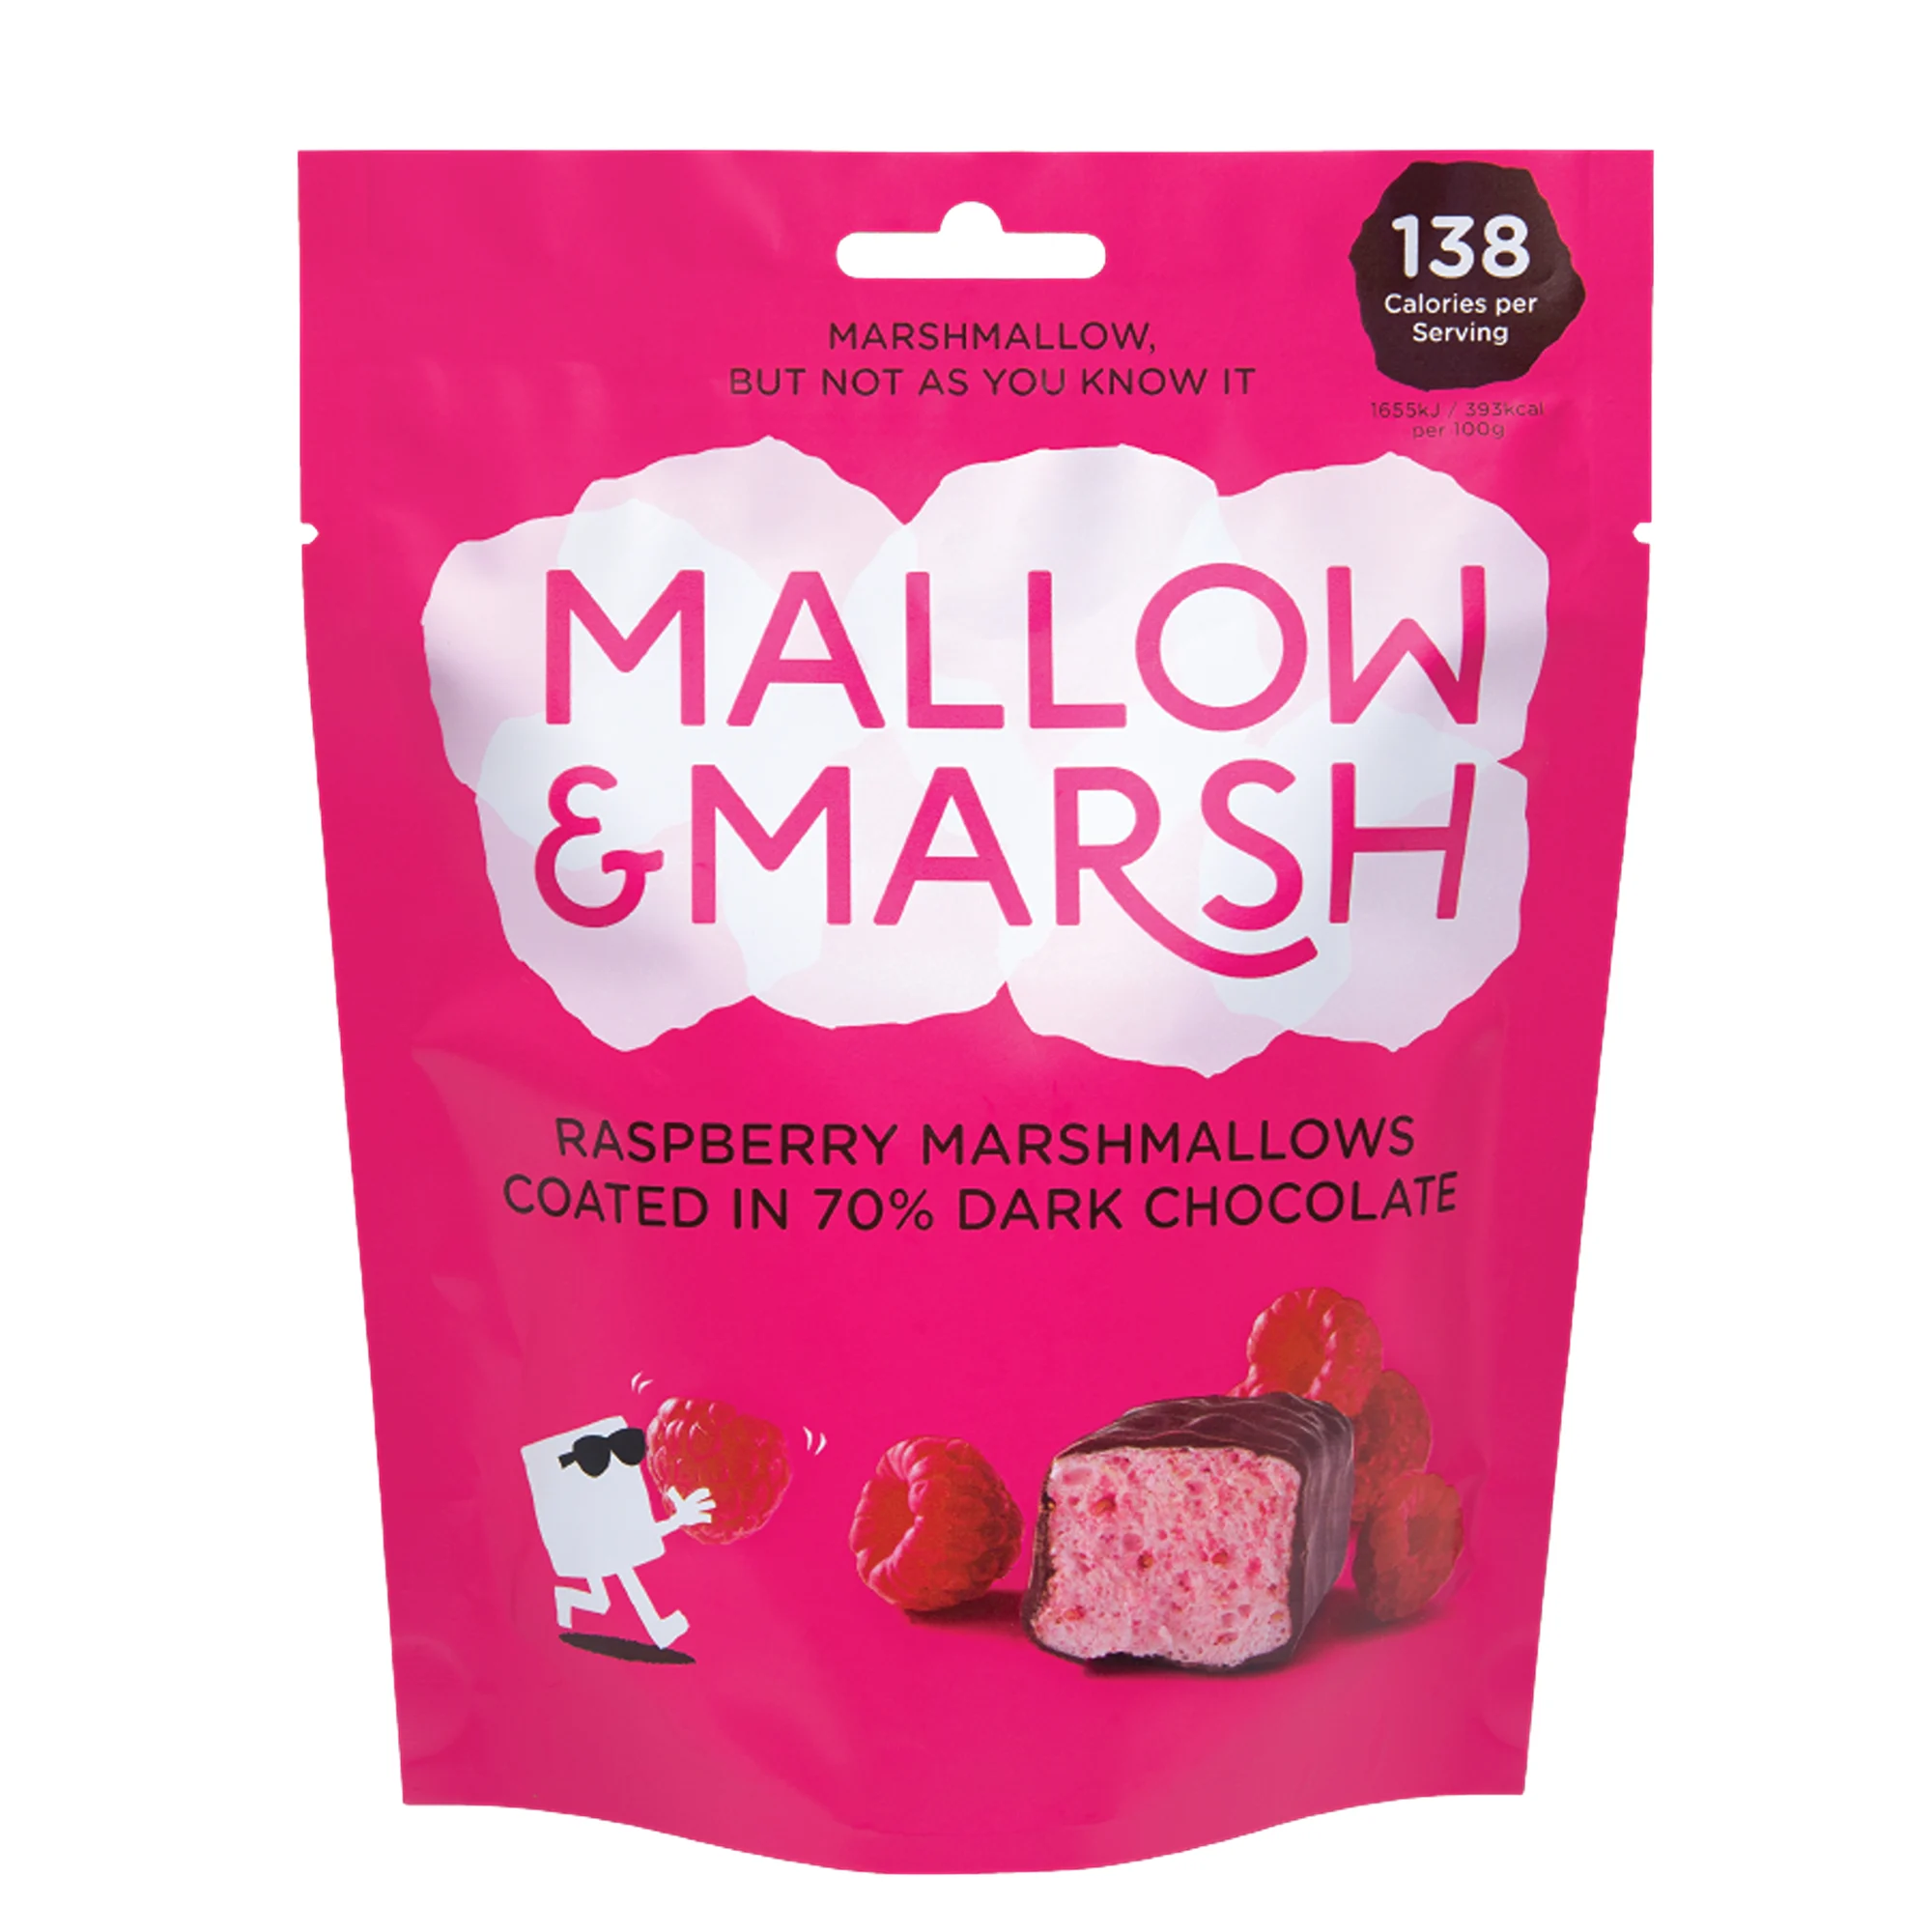 138
Calories per
Serving
1655kJ / 393kcal
per 100g
MARSHMALLOW,
BUT NOT AS YOU KNOW IT
MALLOW
& MARSH
RASPBERRY MARSHMALLOWS
COATED IN 70% DARK CHOCOLATE